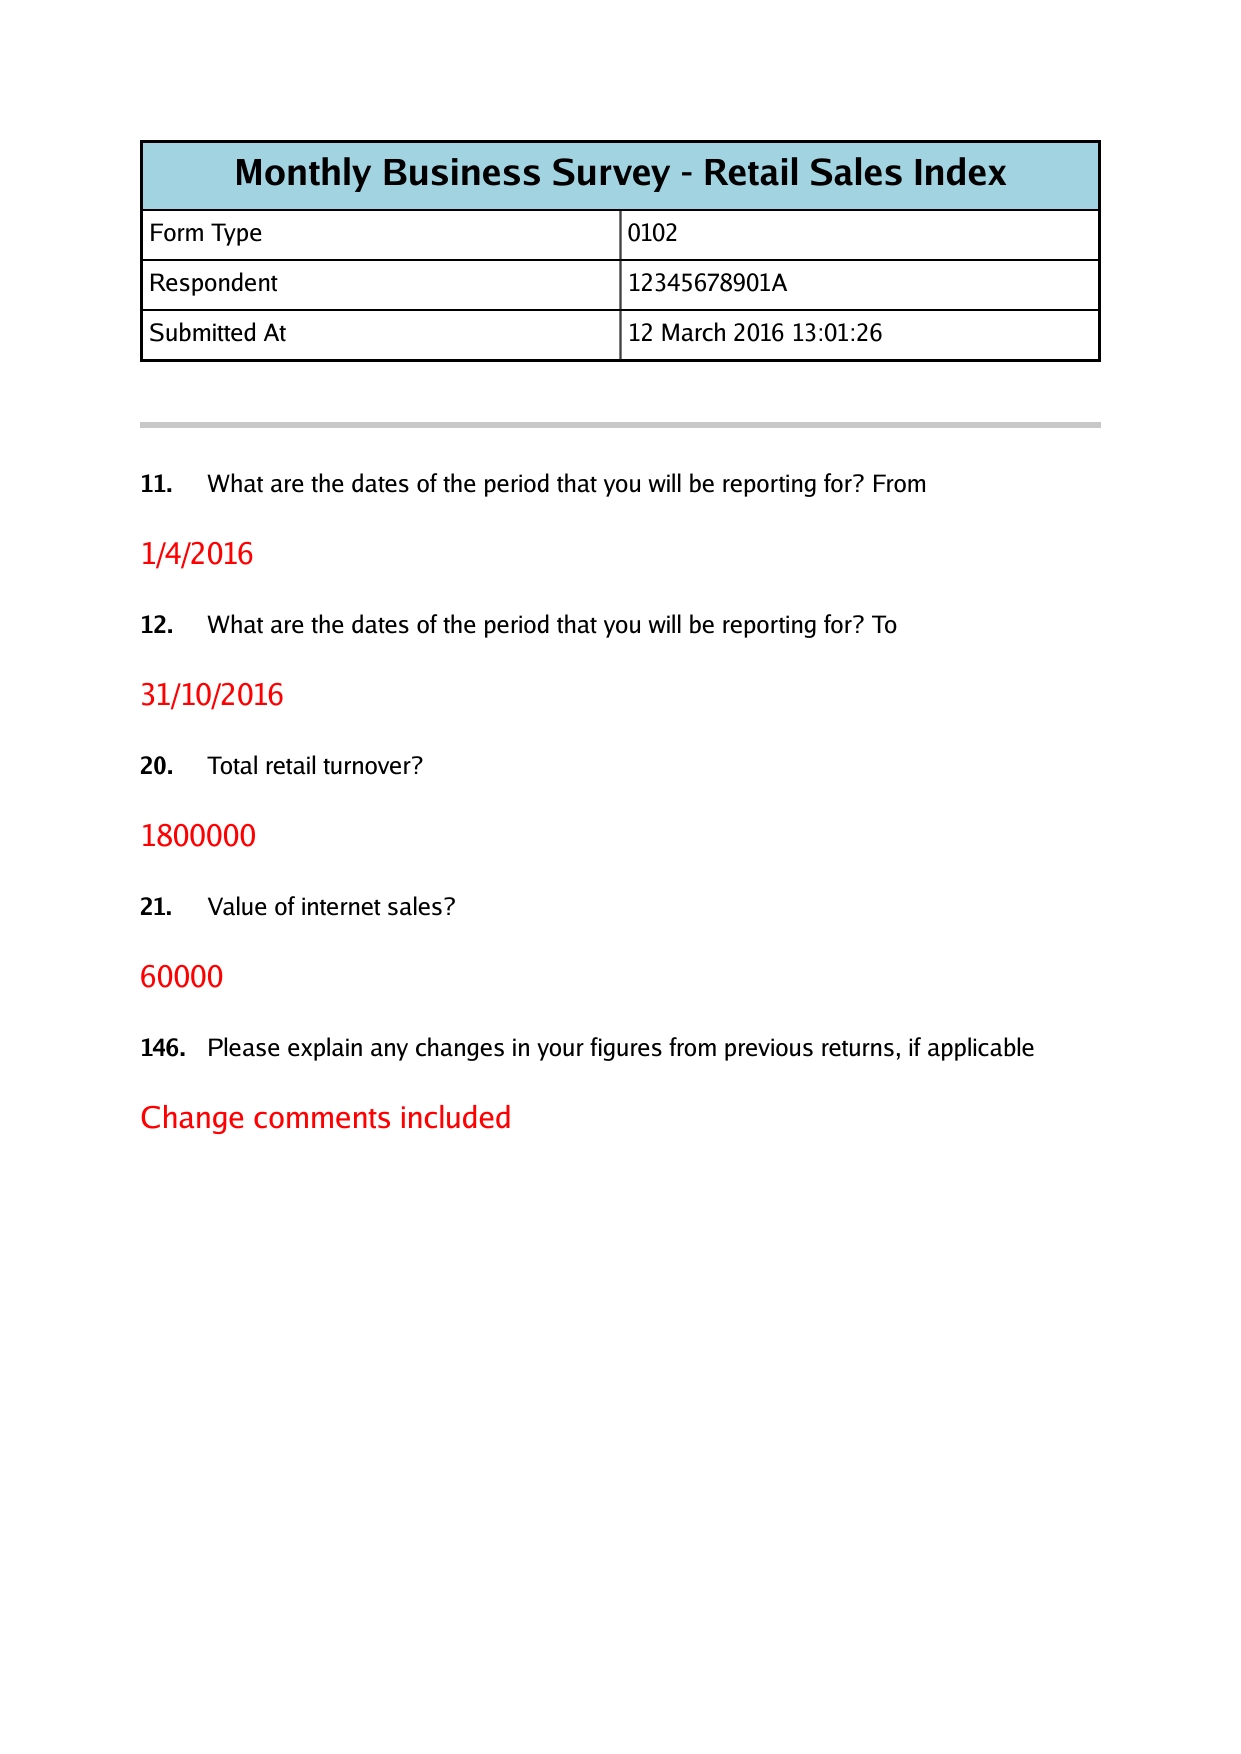 Monthly Business Survey - Retail Sales Index
Form Type 0102
Respondent 12345678901A
Submitted At 12 March 2016 13:01:26
11. What are the dates of the period that you will be reporting for? From
1/4/2016
12. What are the dates of the period that you will be reporting for? To
31/10/2016
20. Total retail turnover?
1800000
21. Value of internet sales?
60000
146. Please explain any changes in your figures from previous returns, if applicable
Change comments included